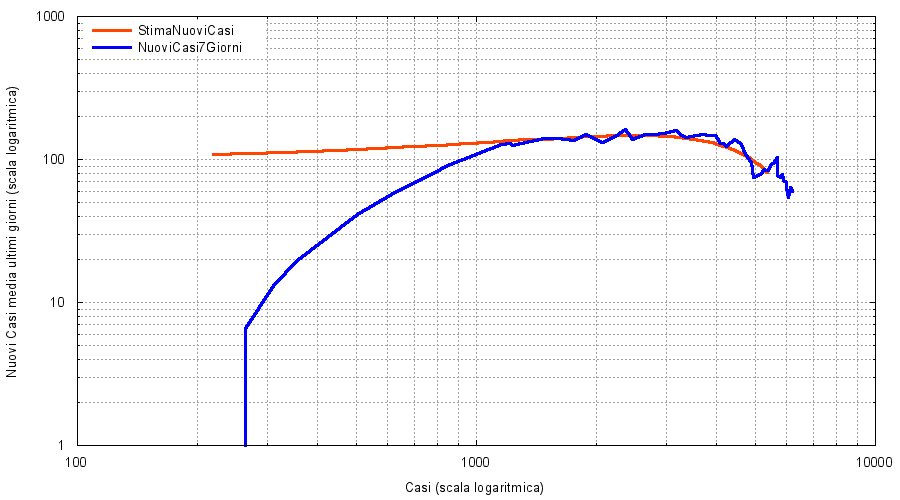 1000
StimaNuoviCasi
NuoviCasi7Giorni
100
10
1
Nuovi Casi media ultimi giorni (scala logaritmica)
100
1000
10000
Casi (scala logaritmica)